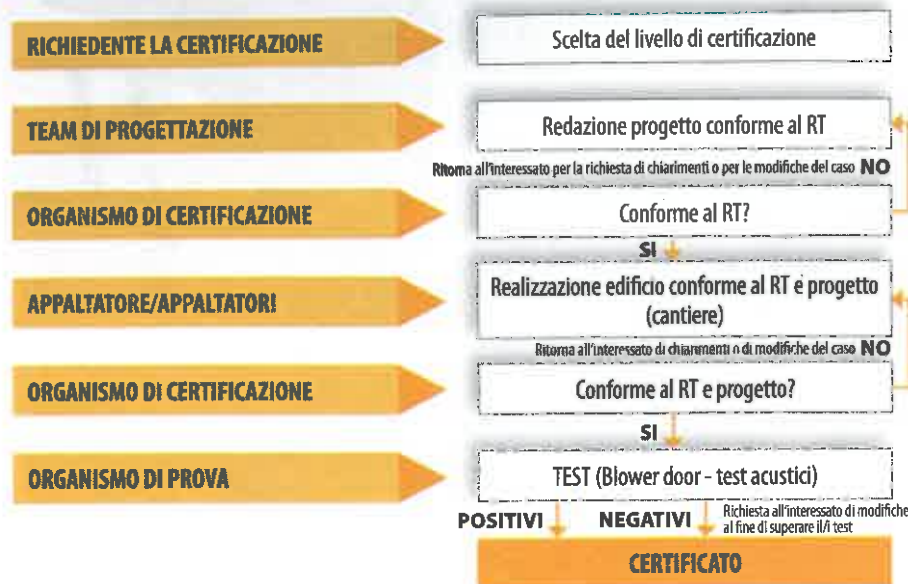 RICHIEDENTE LA CERTIFICAZIONE
Scelta del livello di certificazione
TEAM DI PROGETTAZIONE
Redazione progetto conforme al RT
Ritorna all'interessato per la richiesta di chiarimenti o per le modifiche del caso NO
ORGANISMO DI CERTIFICAZIONE
Conforme al RT?
SI
APPALTATORE/APPALTATORI
Realizzazione edificio conforme al RT e progetto
(cantiere)
Ritorna all'interessato di chiarimenti o di modifiche del caso NO
ORGANISMO DI CERTIFICAZIONE
Conforme al RT e progetto?
SI
ORGANISMO DI PROVA
TEST (Blower door - test acustici)
POSITIVI
NEGATIVI
Richiesta all'interessato di modifiche
al fine di superare il/i test
CERTIFICATO